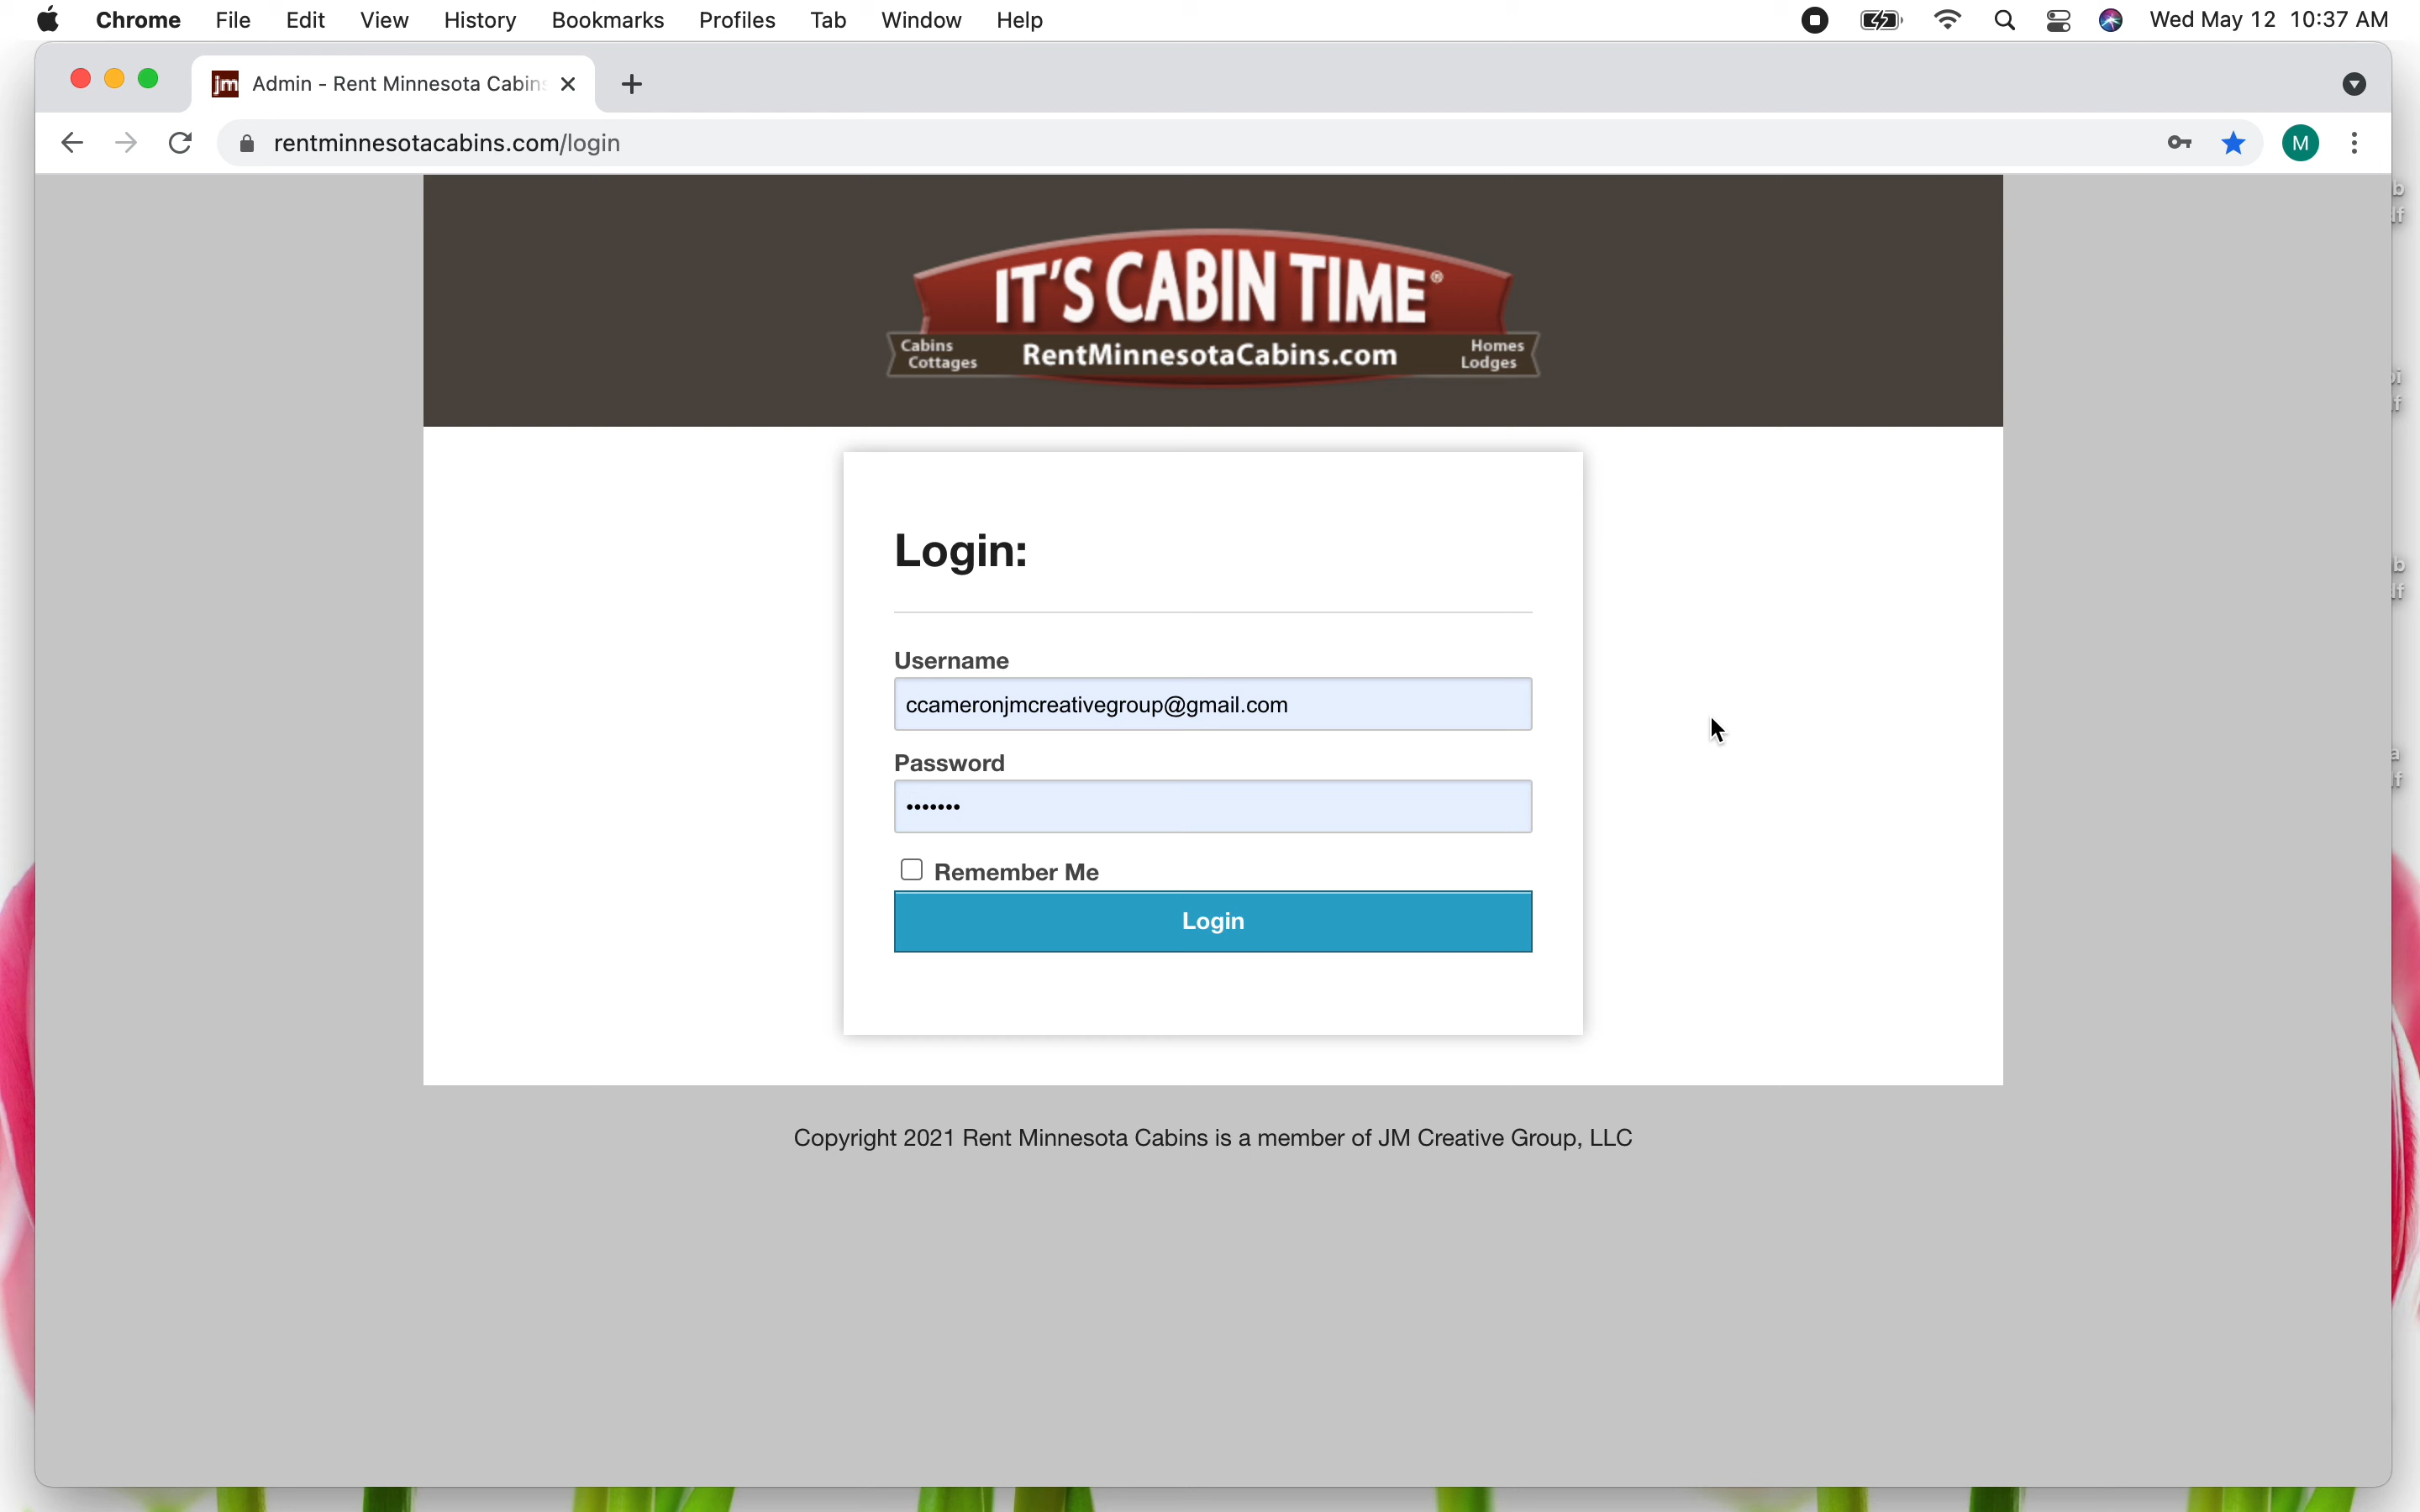 Chrome File Edit View History Bookmarks Profiles Tab Window Help Wed May 12 10:37 AM
jm Admin - Rent Minnesota Cabins
rentminnesotacabins.com/login M
IT'S CABIN TIME®
Cabins Cottages RentMinnesotaCabins.com Homes Lodges
Login:
Username
ccameronjmcreativegroup@gmail.com
Password
•••••••
Remember Me
Login
Copyright 2021 Rent Minnesota Cabins is a member of JM Creative Group, LLC